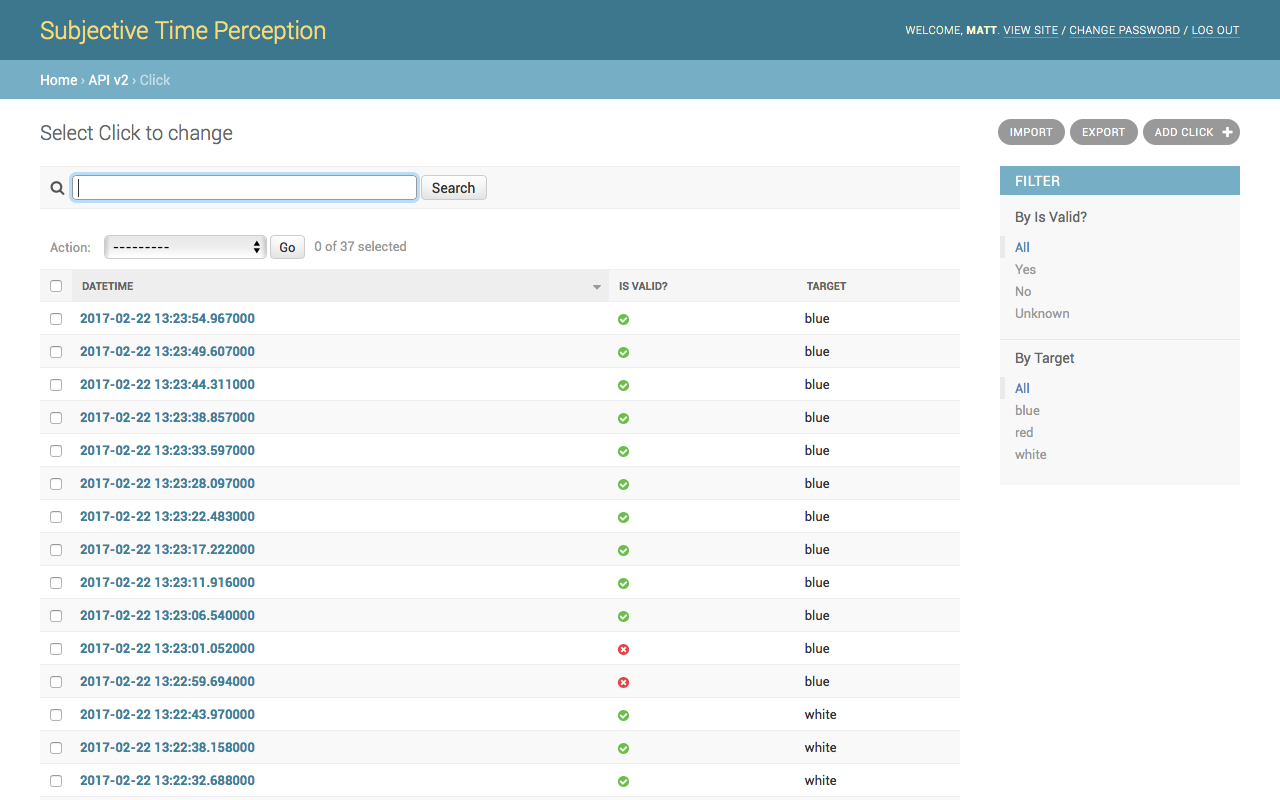 Subjective Time Perception
WELCOME, MATT. VIEW SITE / CHANGE PASSWORD / LOG OUT
Home › API v2 › Click
Select Click to change
IMPORT
EXPORT
ADD CLICK +
Search
Action: --------- Go 0 of 37 selected
DATETIME IS VALID? TARGET
2017-02-22 13:23:54.967000 blue
2017-02-22 13:23:49.607000 blue
2017-02-22 13:23:44.311000 blue
2017-02-22 13:23:38.857000 blue
2017-02-22 13:23:33.597000 blue
2017-02-22 13:23:28.097000 blue
2017-02-22 13:23:22.483000 blue
2017-02-22 13:23:17.222000 blue
2017-02-22 13:23:11.916000 blue
2017-02-22 13:23:06.540000 blue
2017-02-22 13:23:01.052000 blue
2017-02-22 13:22:59.694000 blue
2017-02-22 13:22:43.970000 white
2017-02-22 13:22:38.158000 white
2017-02-22 13:22:32.688000 white
FILTER
By Is Valid?
All
Yes
No
Unknown
By Target
All
blue
red
white